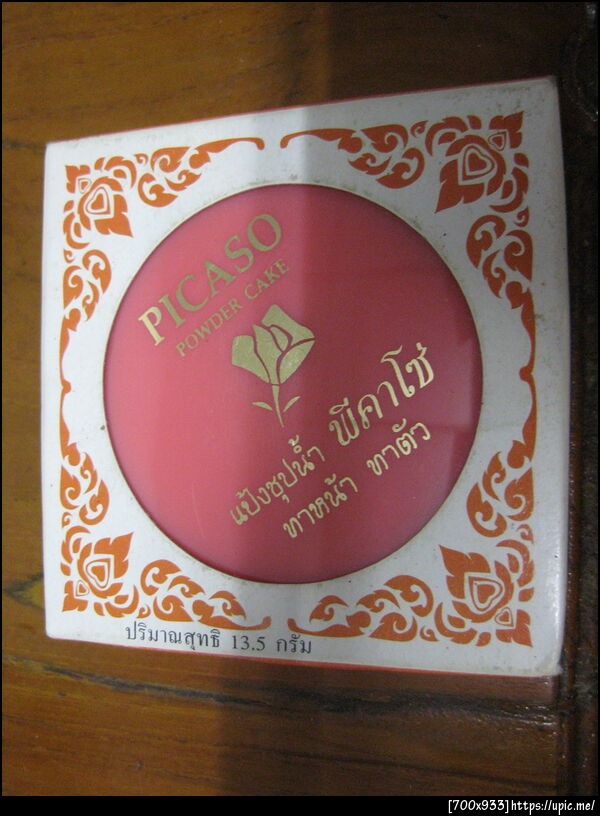 PICASO
POWDER CAKE
แป้งชุปน้ำ พีคาโซ่
ทาหน้า ทาตัว
ปริมาณสุทธิ 13.5 กรัม
[700x933]https://upic.me/